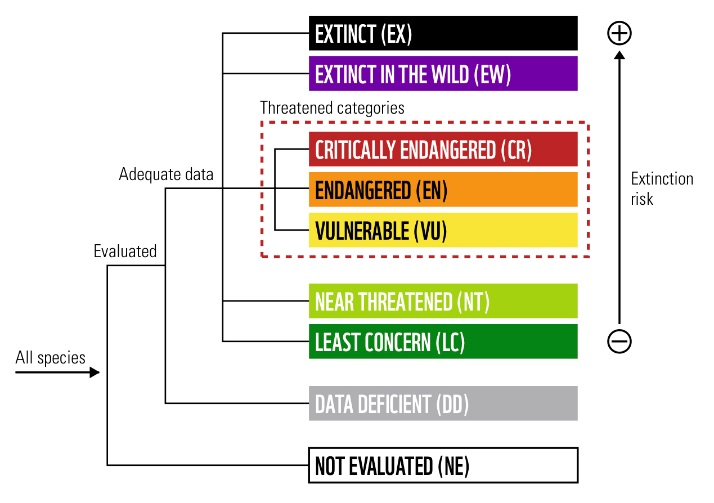 EXTINCT (EX)
EXTINCT IN THE WILD (EW)
Threatened categories
CRITICALLY ENDANGERED (CR)
Adequate data
ENDANGERED (EN)
Extinction
risk
VULNERABLE (VU)
Evaluated
NEAR THREATENED (NT)
LEAST CONCERN (LC)
All species
DATA DEFICIENT (DD)
NOT EVALUATED (NE)